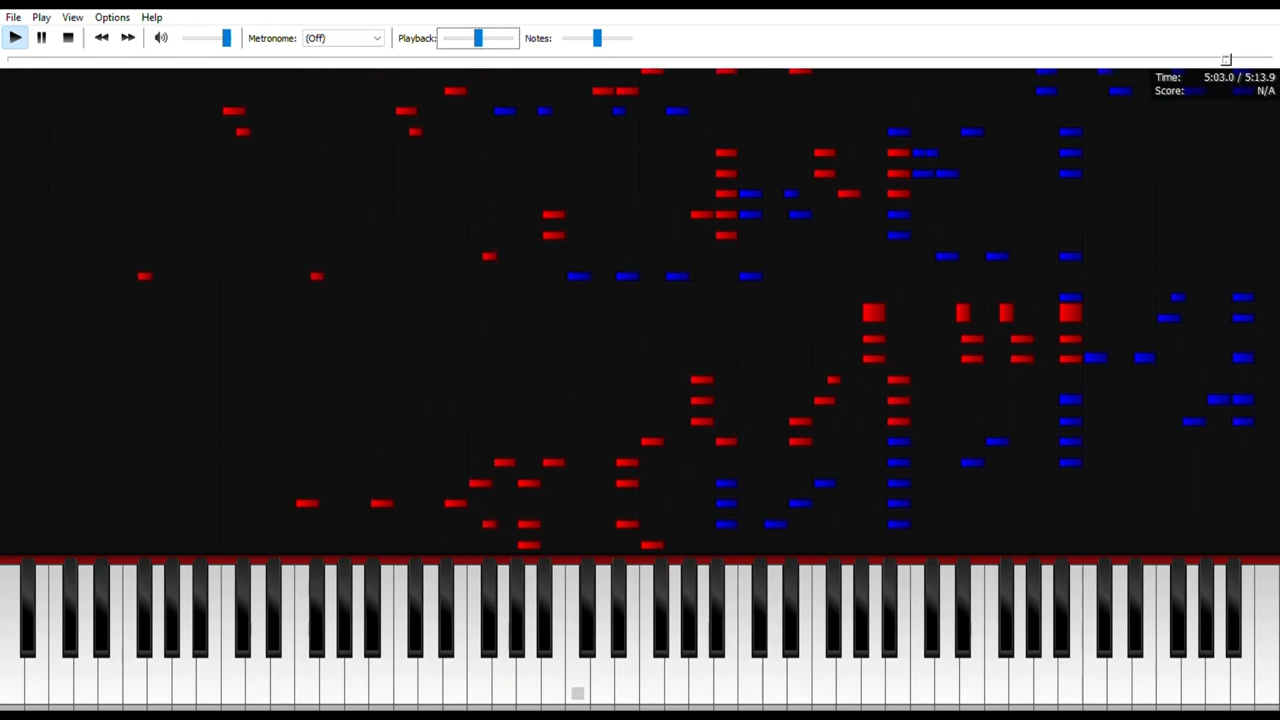 File Play View Options Help
Metronome: (Off) Playback: Notes:
Time: 5:03.0 / 5:13.9
Score: N/A